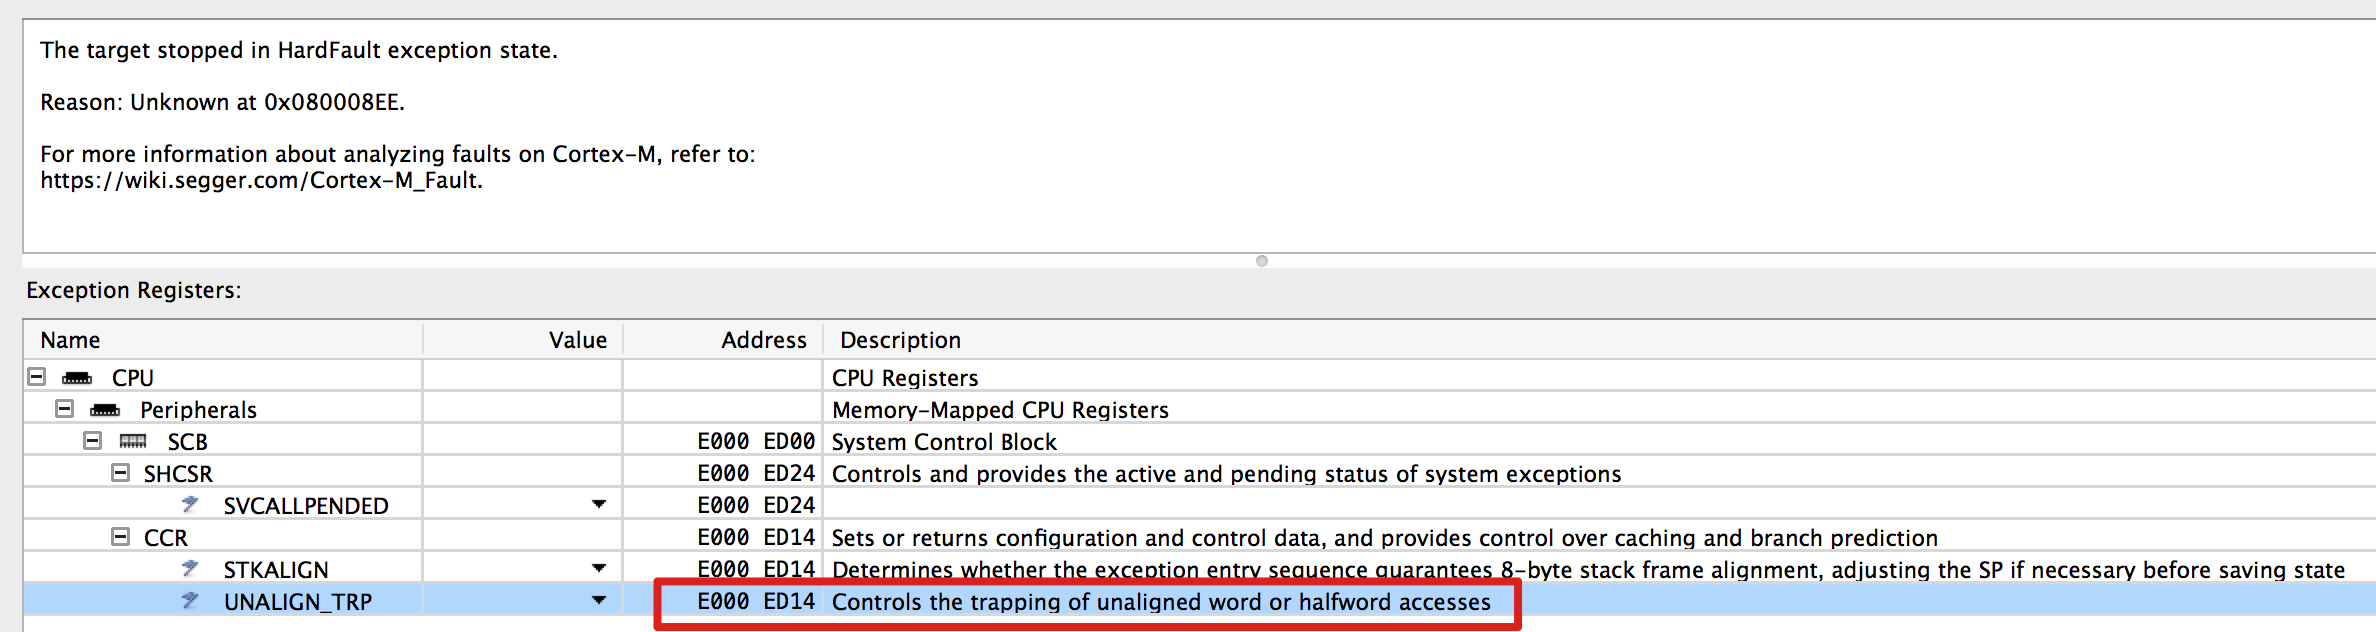 The target stopped in HardFault exception state.
Reason: Unknown at 0x080008EE.
For more information about analyzing faults on Cortex-M, refer to:
https://wiki.segger.com/Cortex-M_Fault.
Exception Registers:
Name Value Address Description
CPU CPU Registers
Peripherals Memory-Mapped CPU Registers
SCB E000 ED00 System Control Block
SHCSR E000 ED24 Controls and provides the active and pending status of system exceptions
SVCALLPENDED E000 ED24
CCR E000 ED14 Sets or returns configuration and control data, and provides control over caching and branch prediction
STKALIGN E000 ED14 Determines whether the exception entry sequence guarantees 8-byte stack frame alignment, adjusting the SP if necessary before saving state
UNALIGN_TRP E000 ED14 Controls the trapping of unaligned word or halfword accesses